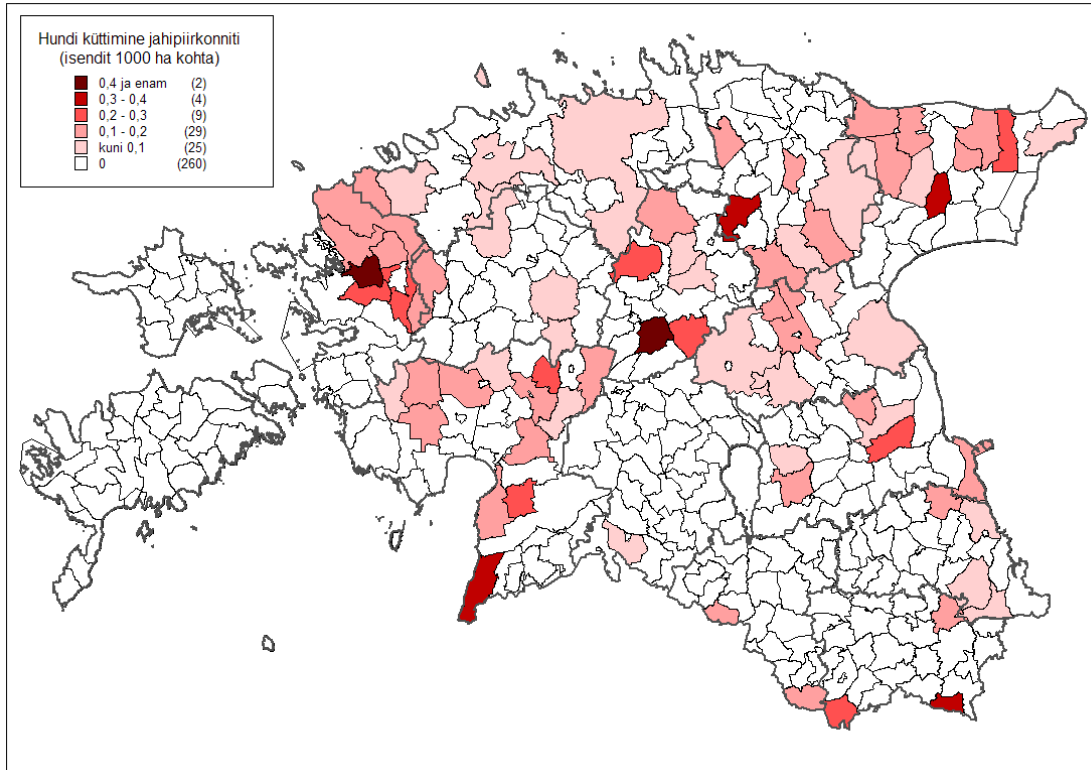 Hundi küttimine jahipiirkonniti
(isendit 1000 ha kohta)
0,4 ja enam (2)
0,3 - 0,4 (4)
0,2 - 0,3 (9)
0,1 - 0,2 (29)
kuni 0,1 (25)
0 (260)